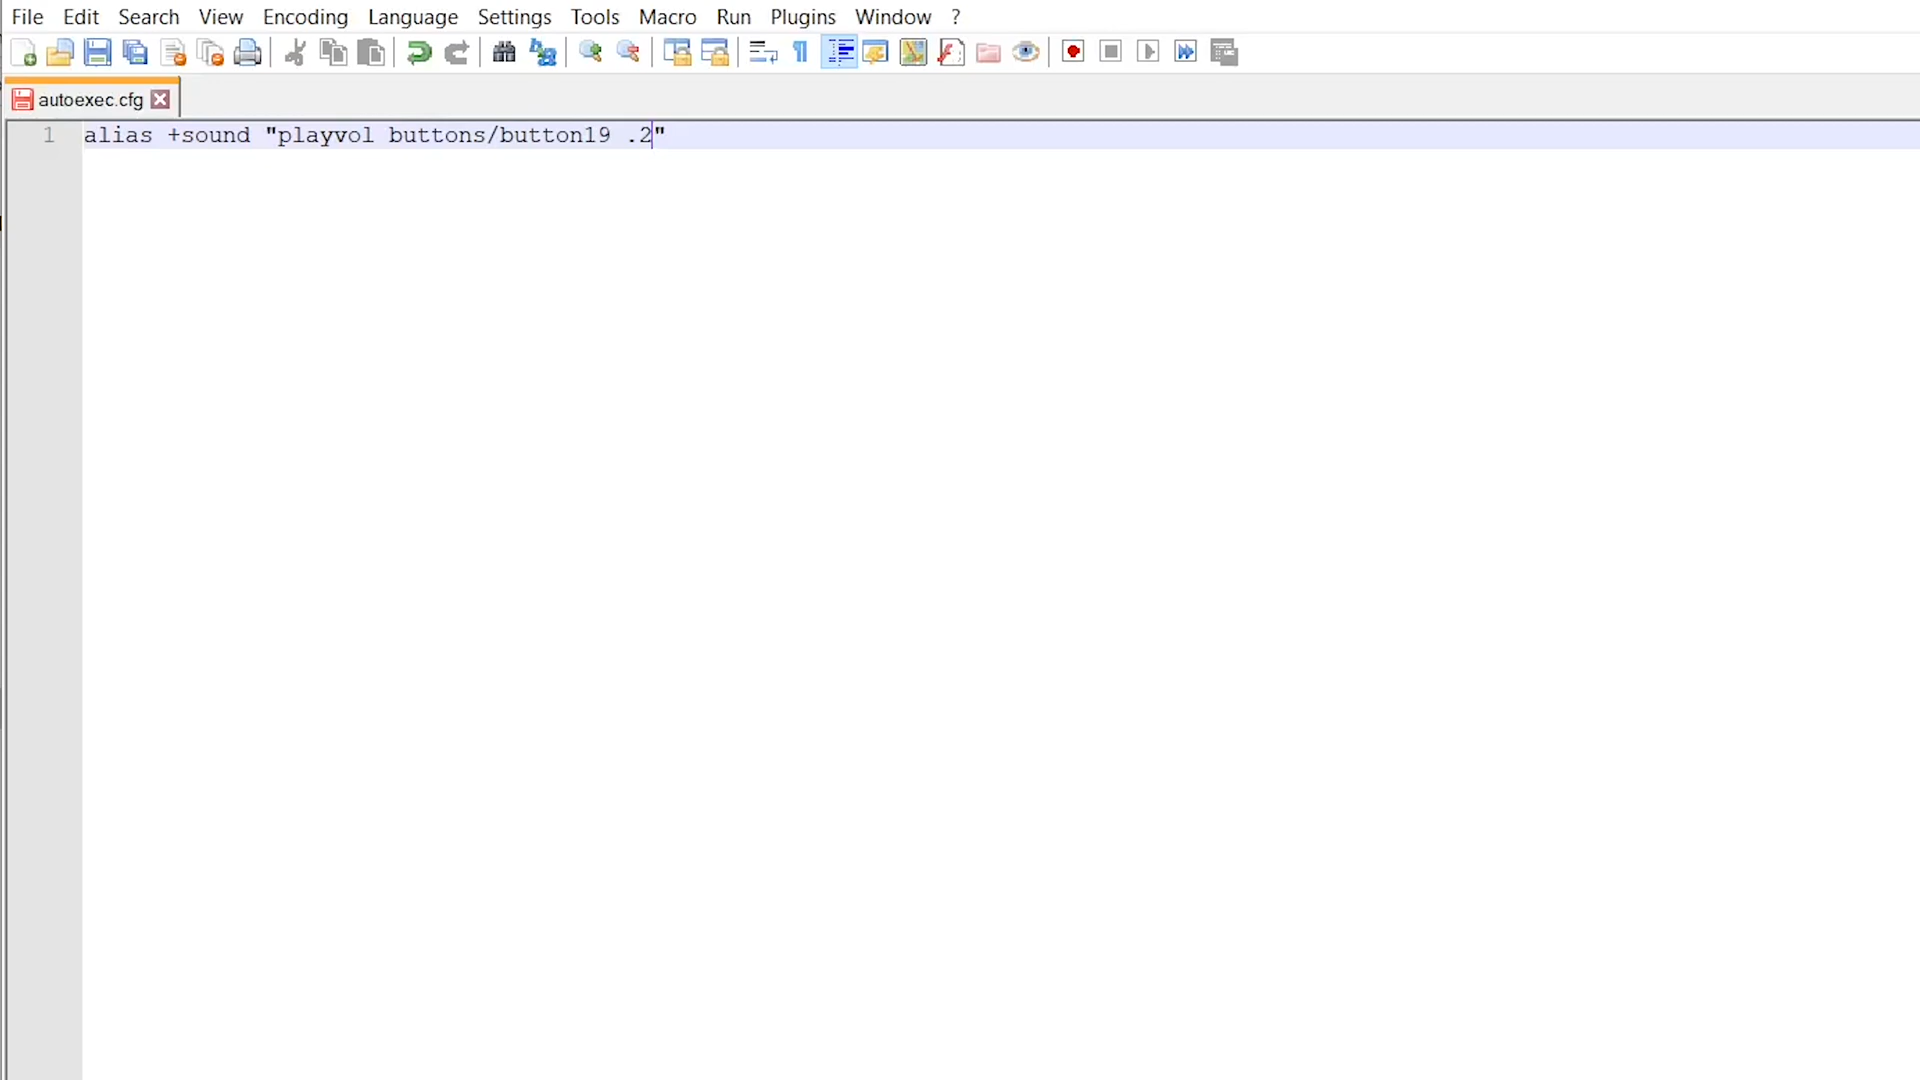 File Edit Search View Encoding Language Settings Tools Macro Run Plugins Window ?
autoexec.cfg
1 alias +sound "playvol buttons/button19 .2"